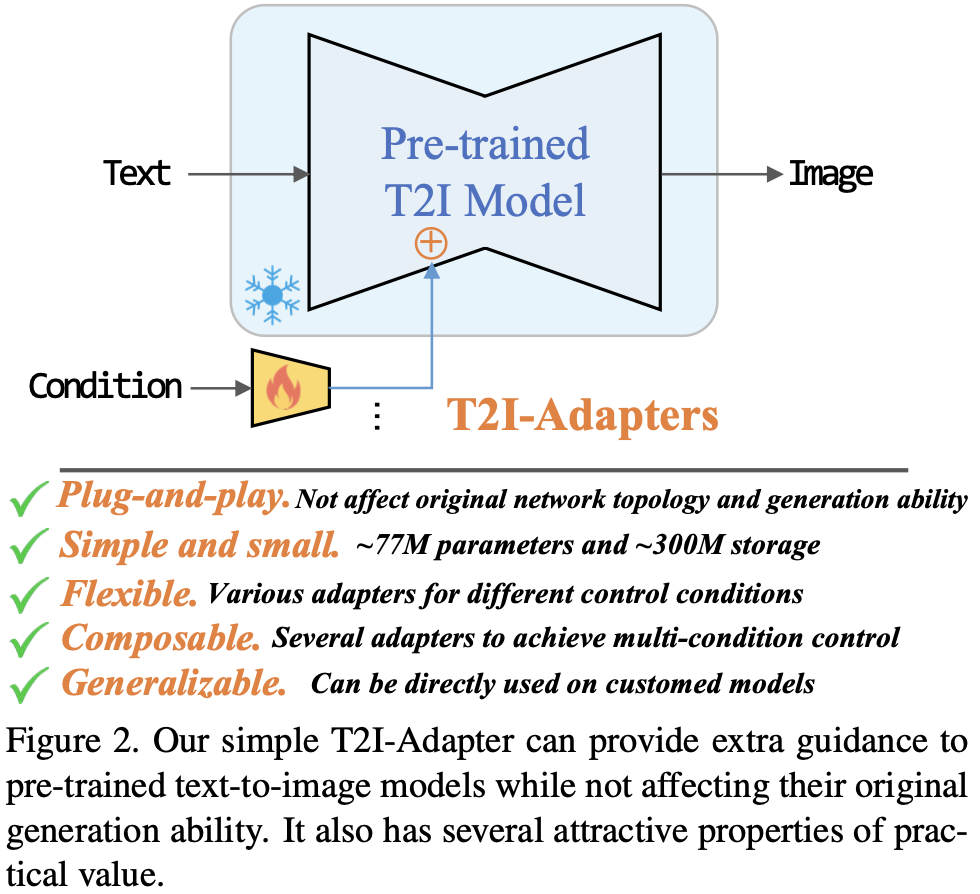 Pre-trained
T2I Model
Text
Image
Condition
T2I-Adapters
Plug-and-play. Not affect original network topology and generation ability
Simple and small. ~77M parameters and ~300M storage
Flexible. Various adapters for different control conditions
Composable. Several adapters to achieve multi-condition control
Generalizable. Can be directly used on customed models
Figure 2. Our simple T2I-Adapter can provide extra guidance to
pre-trained text-to-image models while not affecting their original
generation ability. It also has several attractive properties of prac-
tical value.